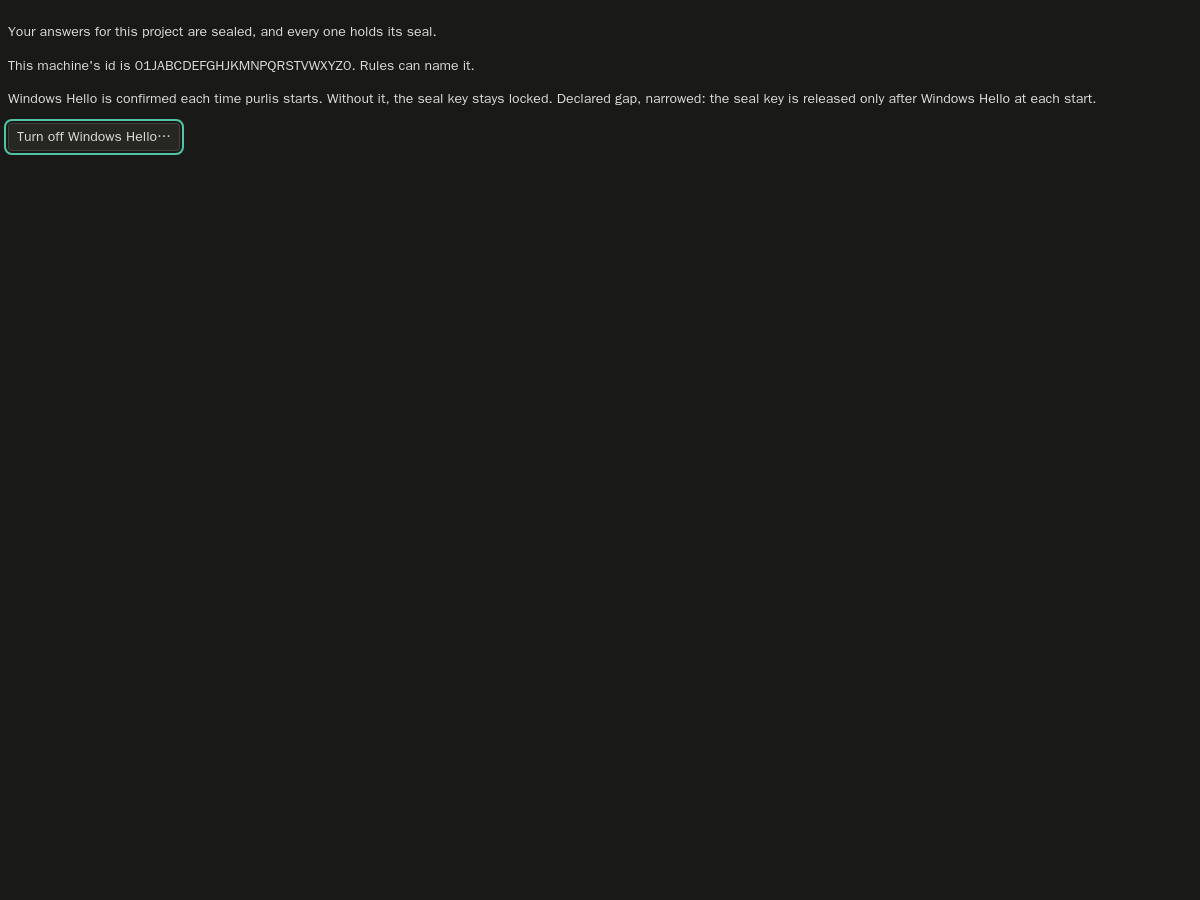 Your answers for this project are sealed, and every one holds its seal.
This machine's id is 01JABCDEFGHJKMNPQRSTVWXYZ0. Rules can name it.
Windows Hello is confirmed each time purlis starts. Without it, the seal key stays locked. Declared gap, narrowed: the seal key is released only after Windows Hello at each start.
Turn off Windows Hello…